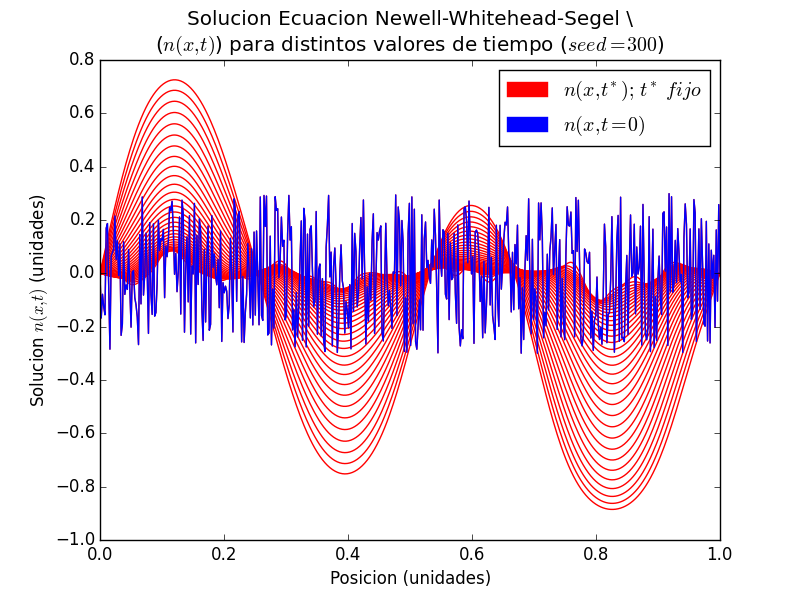 Solucion Ecuacion Newell-Whitehead-Segel \
(n(x,t)) para distintos valores de tiempo (seed=300)
n(x,t*); t* fijo
n(x,t=0)
Solucion n(x,t) (unidades)
0.8
0.6
0.4
0.2
0.0
−0.2
−0.4
−0.6
−0.8
−1.0
0.0 0.2 0.4 0.6 0.8 1.0
Posicion (unidades)